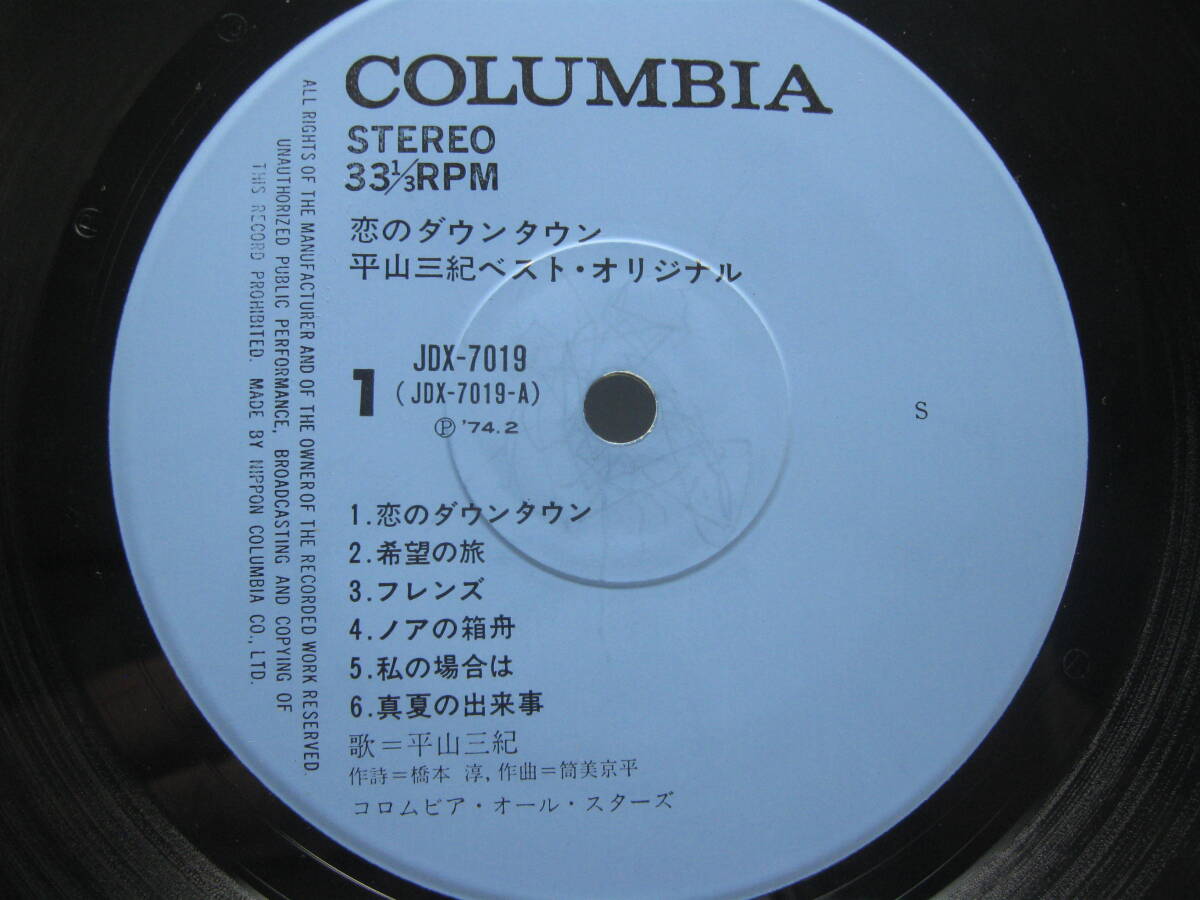 COLUMBIA
STEREO
33⅓RPM
恋のダウンタウン
平山三紀ベスト・オリジナル
JDX-7019
1 (JDX-7019-A)
Ⓟ '74.2
S
1.恋のダウンタウン
2.希望の旅
3.フレンズ
4.ノアの箱舟
5.私の場合は
6.真夏の出来事
歌=平山三紀
作詩=橋本 淳,作曲=筒美京平
コロムビア・オール・スターズ
ALL RIGHTS OF THE MANUFACTURER AND OF THE OWNER OF THE RECORDED WORK RESERVED.
UNAUTHORIZED PUBLIC PERFORMANCE, BROADCASTING AND COPYING OF
THIS RECORD PROHIBITED. MADE BY NIPPON COLUMBIA CO., LTD.